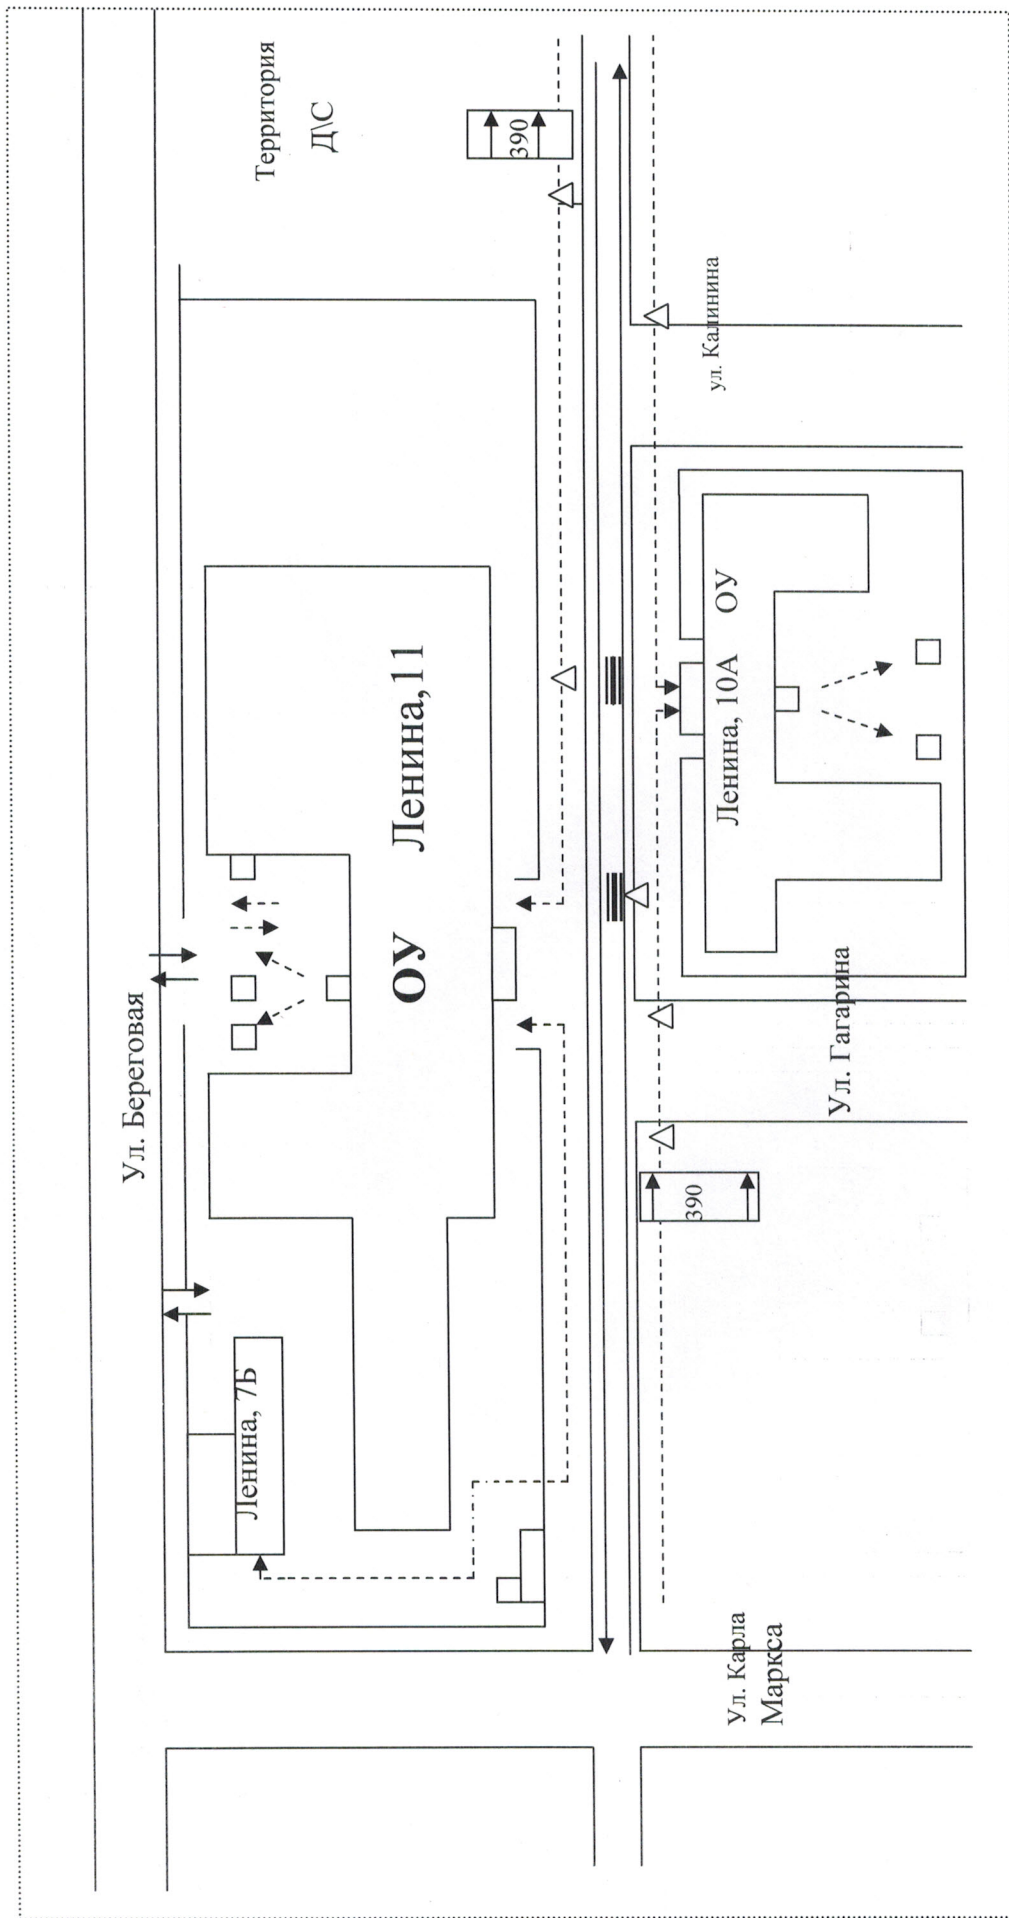 Ул. Береговая
Территория
Д\С
Ленина, 7Б
ОУ Ленина,11
390
390
Ул. Карла
Маркса
Ул. Гагарина
Ленина, 10А ОУ
ул. Калинина